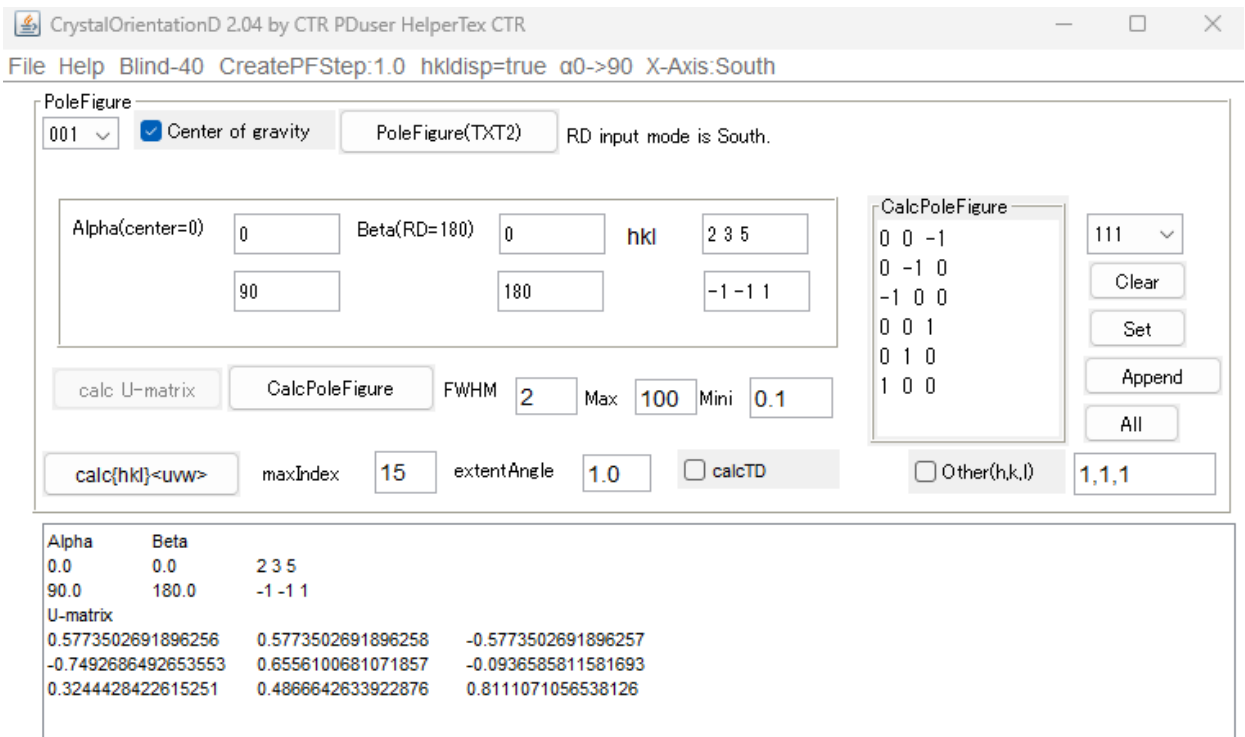 CrystalOrientationD 2.04 by CTR PDuser HelperTex CTR
File Help Blind-40 CreatePFStep:1.0 hkldisp=true α0->90 X-Axis:South
PoleFigure
001 Center of gravity PoleFigure(TXT2) RD input mode is South.
Alpha(center=0) 0 Beta(RD=180) 0 hkl 2 3 5
90 180 -1 -1 1
CalcPoleFigure
0 0 -1
0 -1 0
-1 0 0
0 0 1
0 1 0
1 0 0
111
Clear
Set
Append
All
calc U-matrix CalcPoleFigure FWHM 2 Max 100 Mini 0.1
calc{hkl}<uvw> maxIndex 15 extentAngle 1.0 calcTD Other(h,k,l) 1,1,1
Alpha Beta
0.0 0.0 2 3 5
90.0 180.0 -1 -1 1
U-matrix
0.5773502691896256 0.5773502691896258 -0.5773502691896257
-0.7492686492653553 0.6556100681071857 -0.0936585811581693
0.3244428422615251 0.4866642633922876 0.8111071056538126